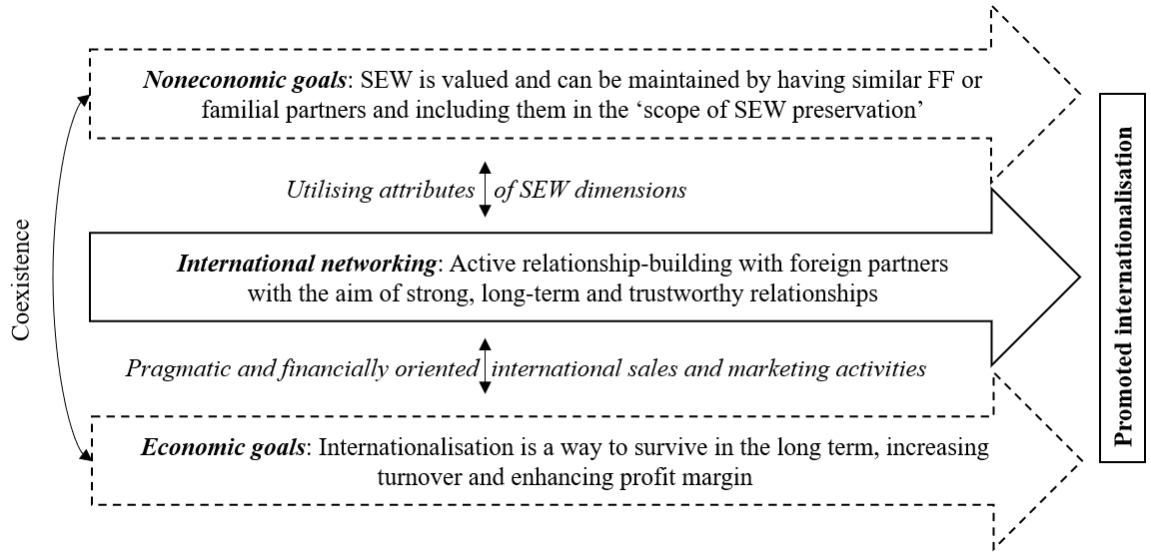 Noneconomic goals: SEW is valued and can be maintained by having similar FF or
familial partners and including them in the ‘scope of SEW preservation’
Utilising attributes of SEW dimensions
International networking: Active relationship-building with foreign partners
with the aim of strong, long-term and trustworthy relationships
Pragmatic and financially oriented international sales and marketing activities
Economic goals: Internationalisation is a way to survive in the long term, increasing
turnover and enhancing profit margin
Coexistence
Promoted internationalisation